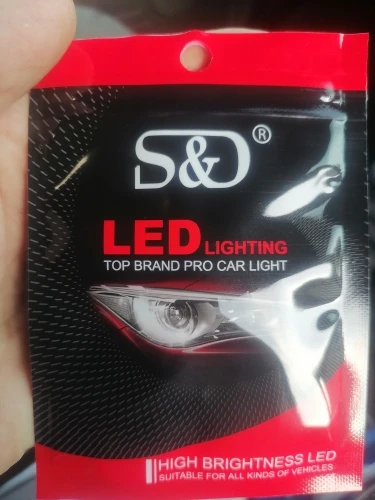 S&D®
LED LIGHTING
TOP BRAND PRO CAR LIGHT
HIGH BRIGHTNESS LED
SUITABLE FOR ALL KINDS OF VEHICLES